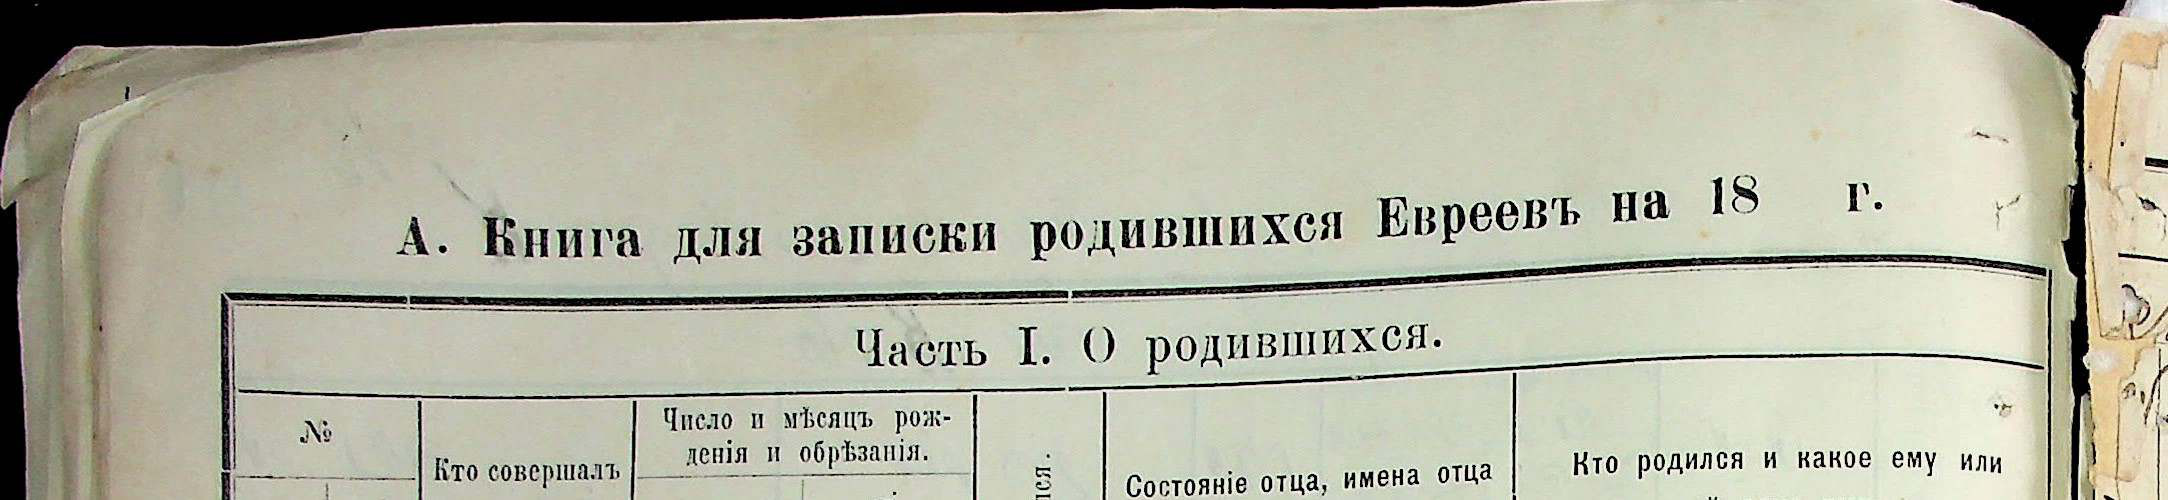 А. Книга для записки родившихся Евреевъ на 18 г.
Часть I. О родившихся.
№
Кто совершалъ
Число и мѣсяцъ рож-
денія и обрѣзанія.
Состояніе отца, имена отца
Кто родился и какое ему или